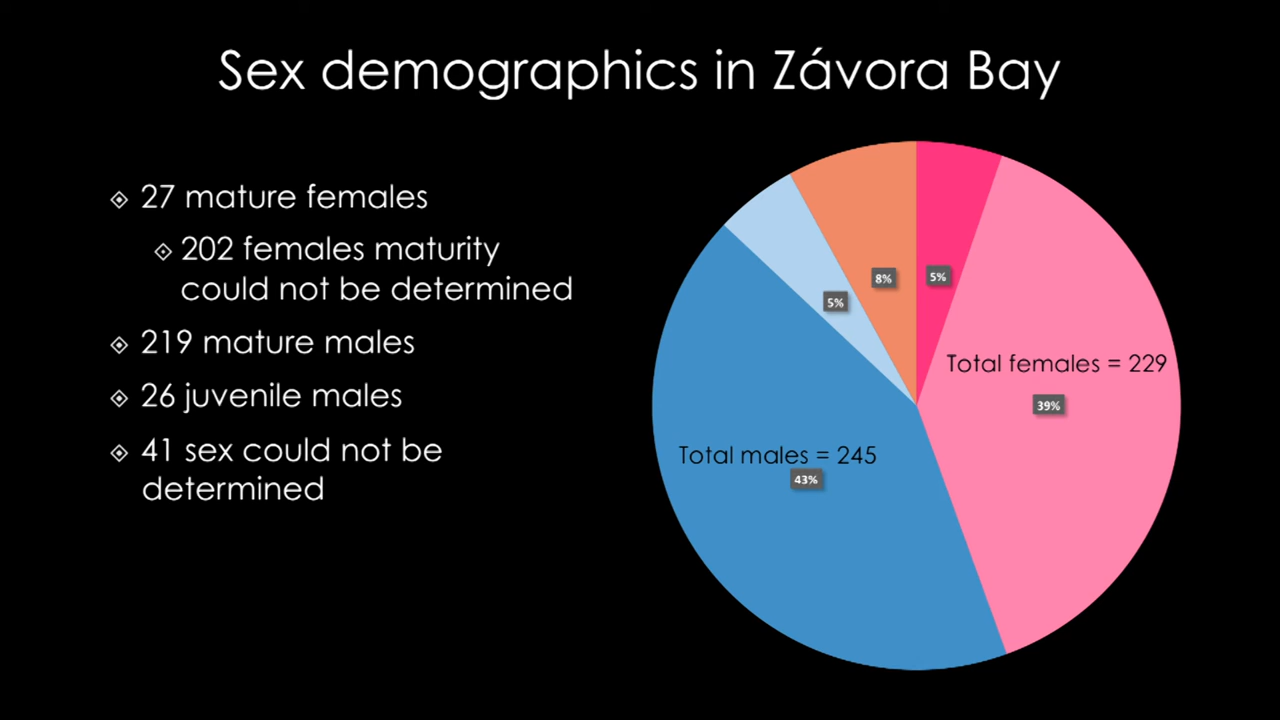 Sex demographics in Závora Bay
27 mature females
202 females maturity
could not be determined
219 mature males
26 juvenile males
41 sex could not be
determined
8%
5%
5%
Total females = 229
39%
Total males = 245
43%